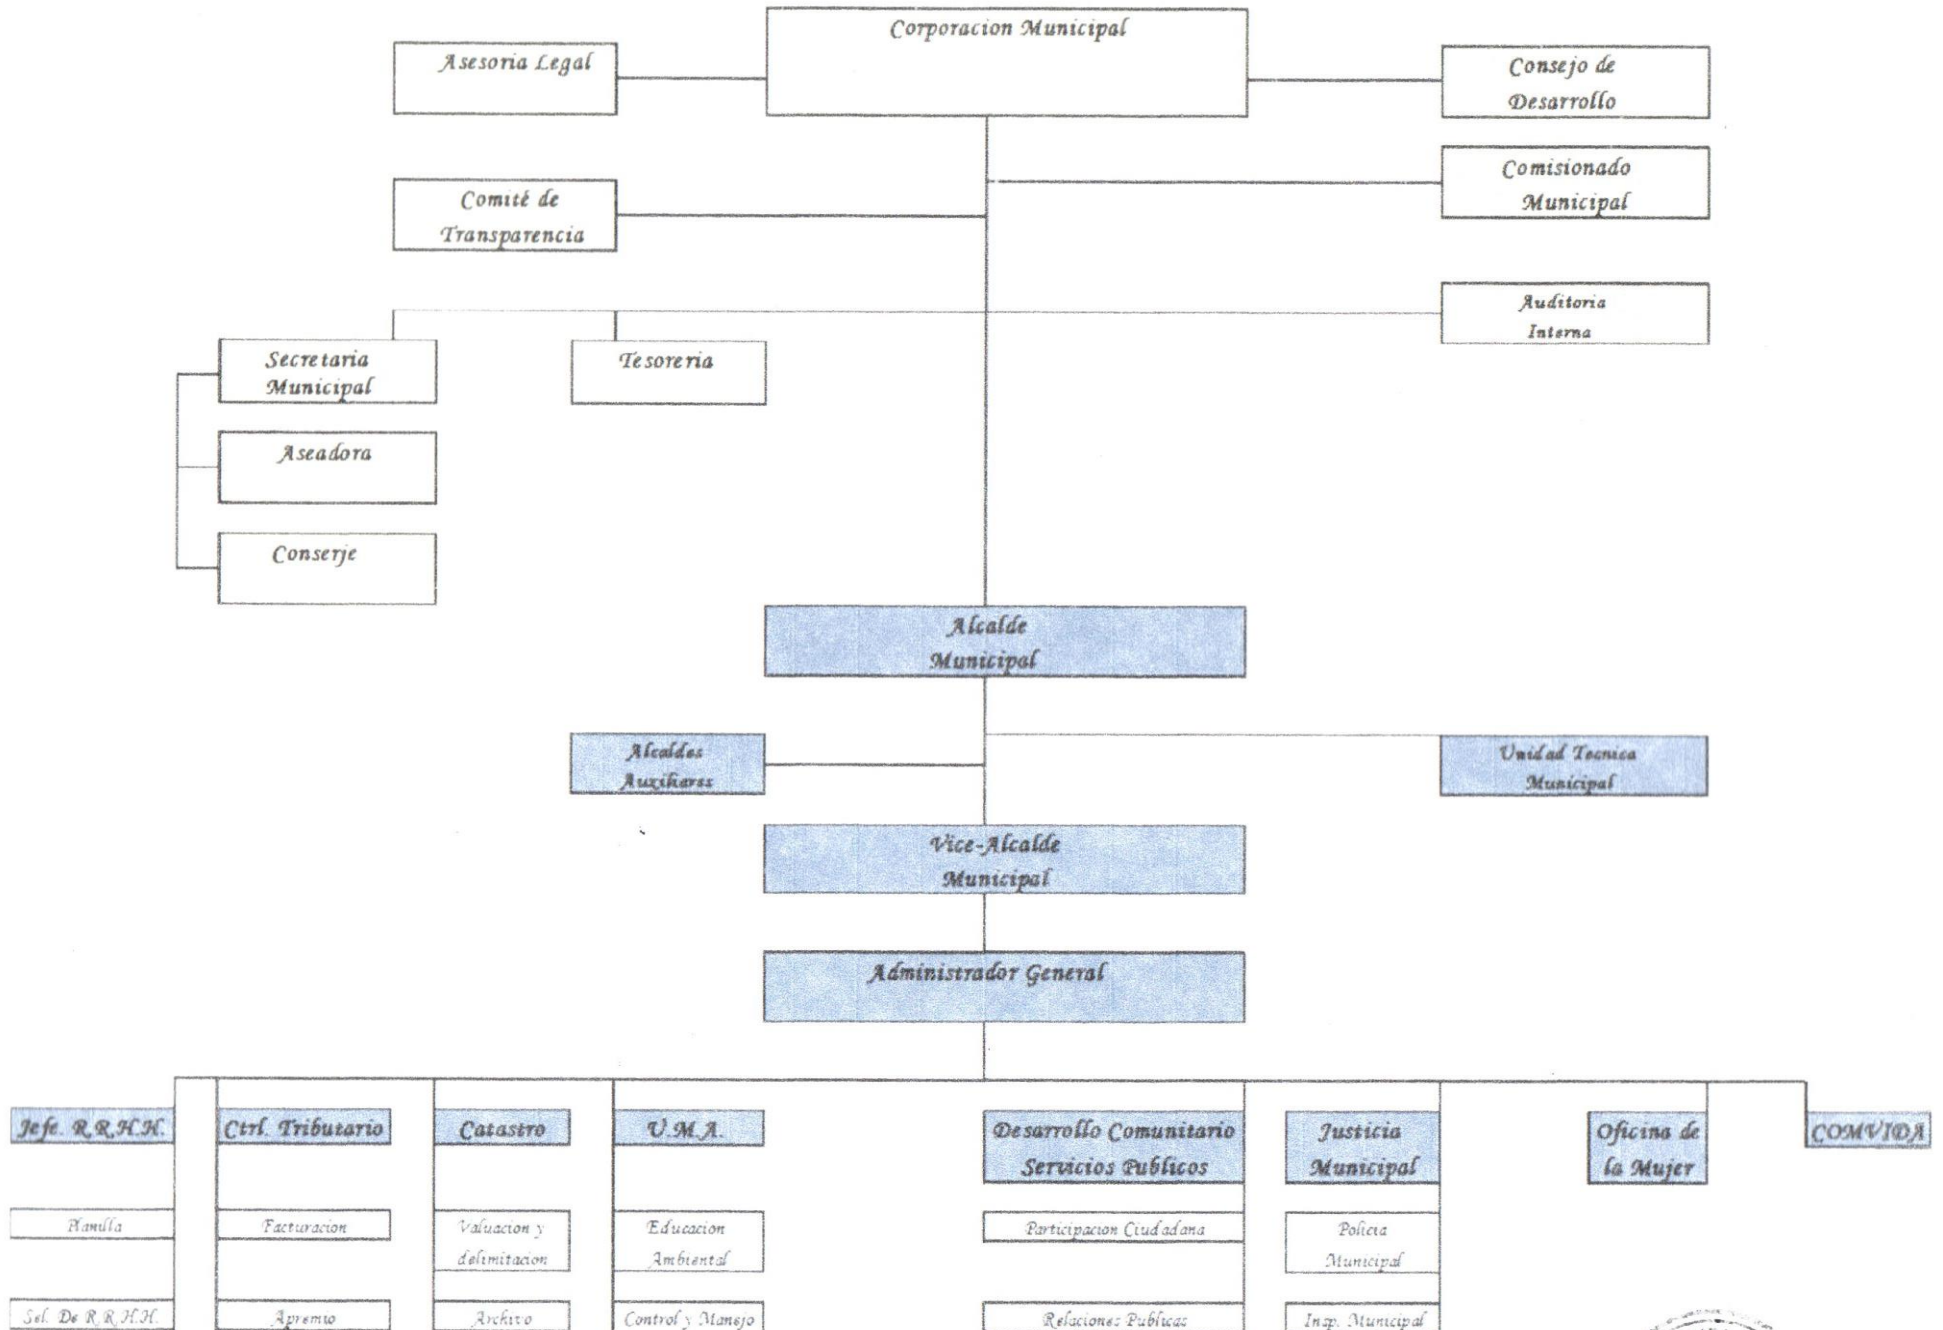 Corporacion Municipal
Asesoria Legal
Consejo de
Desarrollo
Comisionado
Municipal
Comité de
Transparencia
Auditoria
Interna
Secretaria
Municipal
Tesoreria
Aseadora
Conserje
Alcalde
Municipal
Alcaldes
Auxiliares
Unidad Tecnica
Municipal
Vice-Alcalde
Municipal
Administrador General
Jefe. R.R.H.H.
Ctrl. Tributario
Catastro
U.M.A.
Desarrollo Comunitario
Servicios Publicos
Justicia
Municipal
Oficina de
la Mujer
COMVIDA
Planilla
Facturacion
Valuacion y
delimitacion
Educacion
Ambiental
Participacion Ciudadana
Policia
Municipal
Sel. De R.R.H.H.
Apremio
Archivo
Control y Manejo
Relaciones Publicas
Insp. Municipal